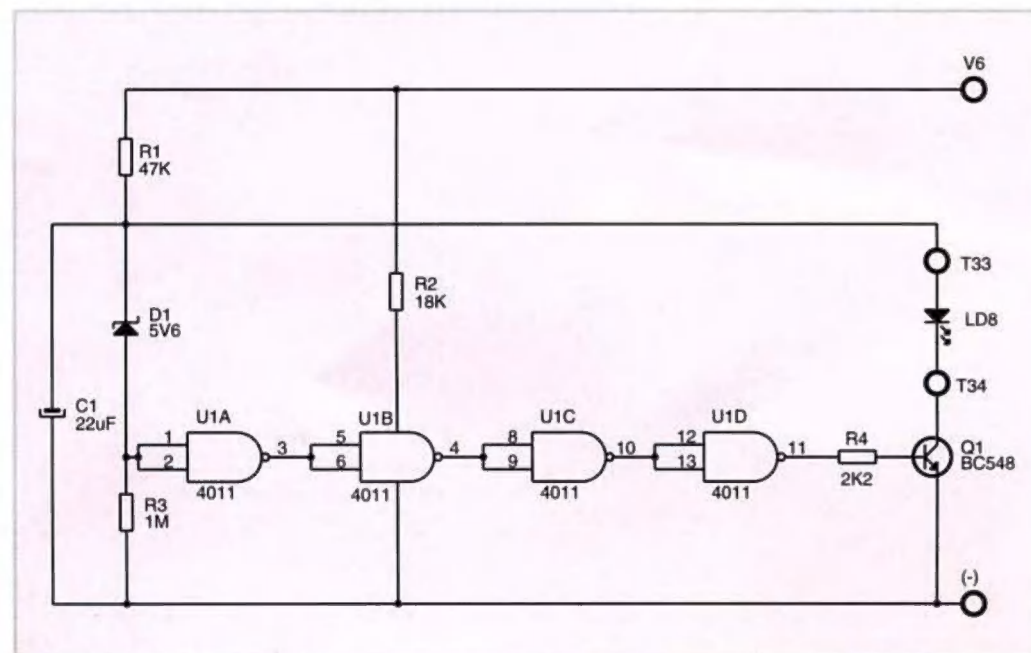 V6
R1
47K
T33
R2
18K
D1
5V6
LD8
T34
C1
22uF
U1A
U1B
U1C
U1D
1
2
3
5
6
4
8
9
10
12
13
11
4011
4011
4011
4011
R4
2K2
Q1
BC548
R3
1M
(-)